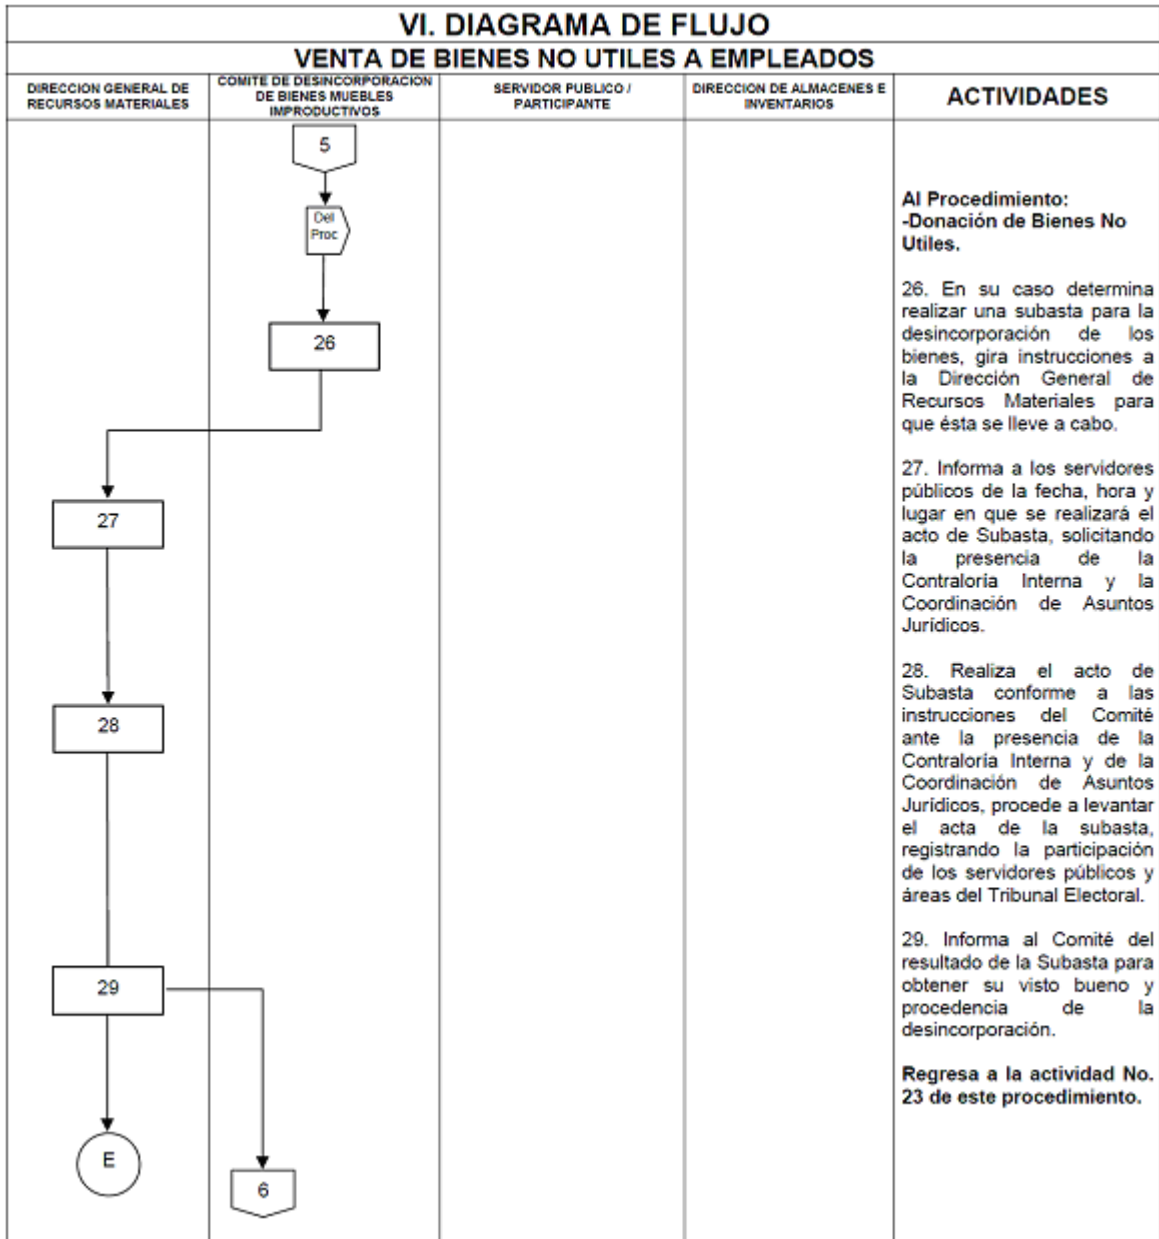 VI. DIAGRAMA DE FLUJO
VENTA DE BIENES NO UTILES A EMPLEADOS
DIRECCION GENERAL DE
RECURSOS MATERIALES
COMITE DE DESINCORPORACION
DE BIENES MUEBLES
IMPRODUCTIVOS
SERVIDOR PUBLICO /
PARTICIPANTE
DIRECCION DE ALMACENES E
INVENTARIOS
ACTIVIDADES
5
Del
Proc
26
27
28
29
E
6
Al Procedimiento:
-Donación de Bienes No
Utiles.
26. En su caso determina
realizar una subasta para la
desincorporación de los
bienes, gira instrucciones a
la Dirección General de
Recursos Materiales para
que ésta se lleve a cabo.
27. Informa a los servidores
públicos de la fecha, hora y
lugar en que se realizará el
acto de Subasta, solicitando
la presencia de la
Contraloría Interna y la
Coordinación de Asuntos
Jurídicos.
28. Realiza el acto de
Subasta conforme a las
instrucciones del Comité
ante la presencia de la
Contraloría Interna y de la
Coordinación de Asuntos
Jurídicos, procede a levantar
el acta de la subasta,
registrando la participación
de los servidores públicos y
áreas del Tribunal Electoral.
29. Informa al Comité del
resultado de la Subasta para
obtener su visto bueno y
procedencia de la
desincorporación.
Regresa a la actividad No.
23 de este procedimiento.